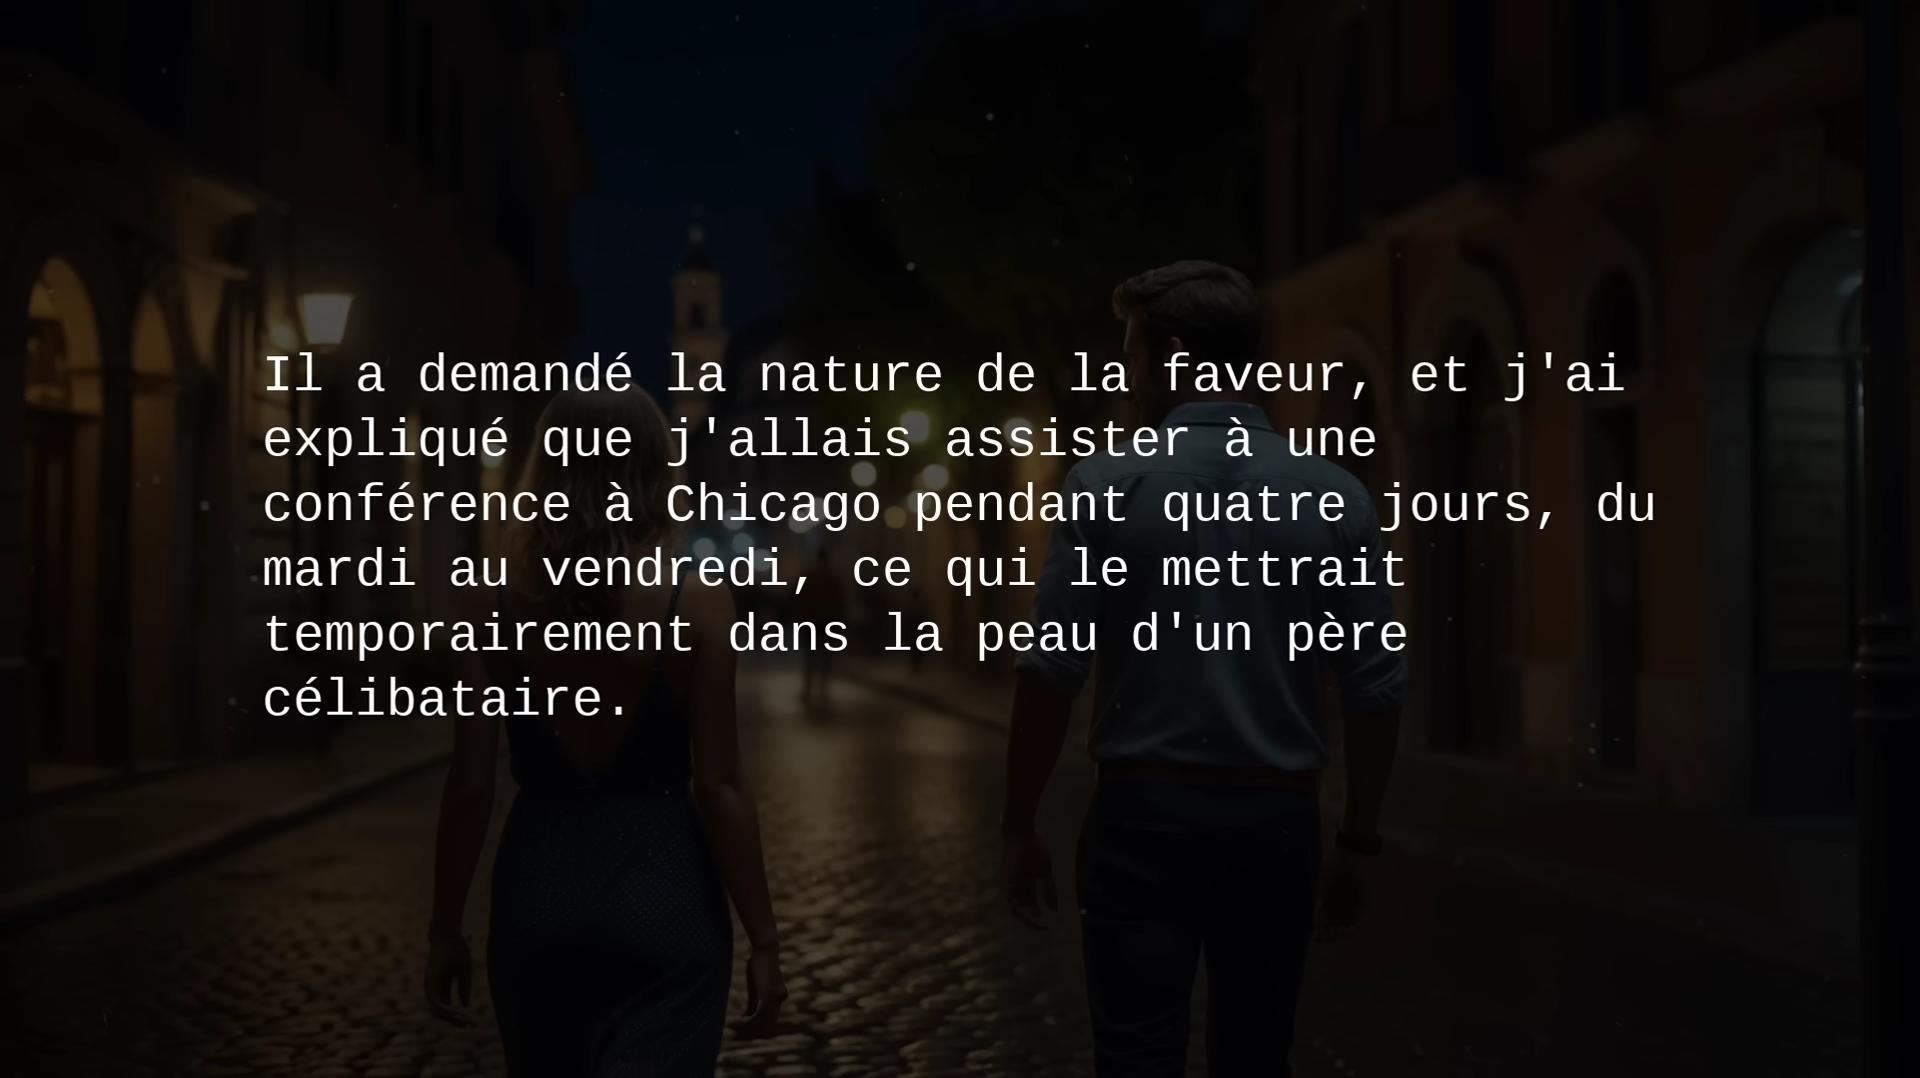 Il a demandé la nature de la faveur, et j'ai
expliqué que j'allais assister à une
conférence à Chicago pendant quatre jours, du
mardi au vendredi, ce qui le mettrait
temporairement dans la peau d'un père
célibataire.